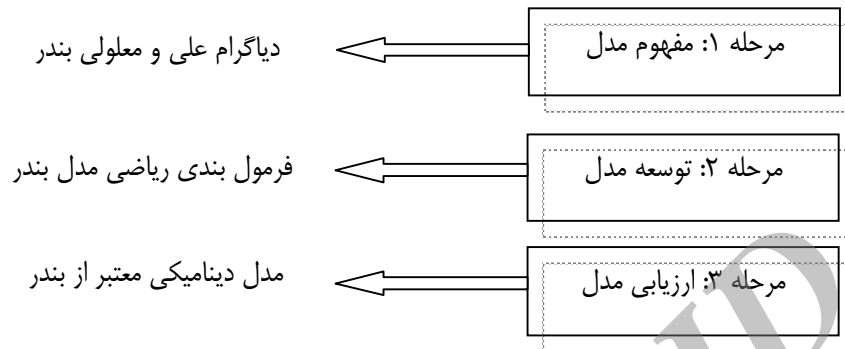 مرحله ۱: مفهوم مدل
دیاگرام علی و معلولی بندر
مرحله ۲: توسعه مدل
فرمول بندی ریاضی مدل بندر
مرحله ۳: ارزیابی مدل
مدل دینامیکی معتبر از بندر